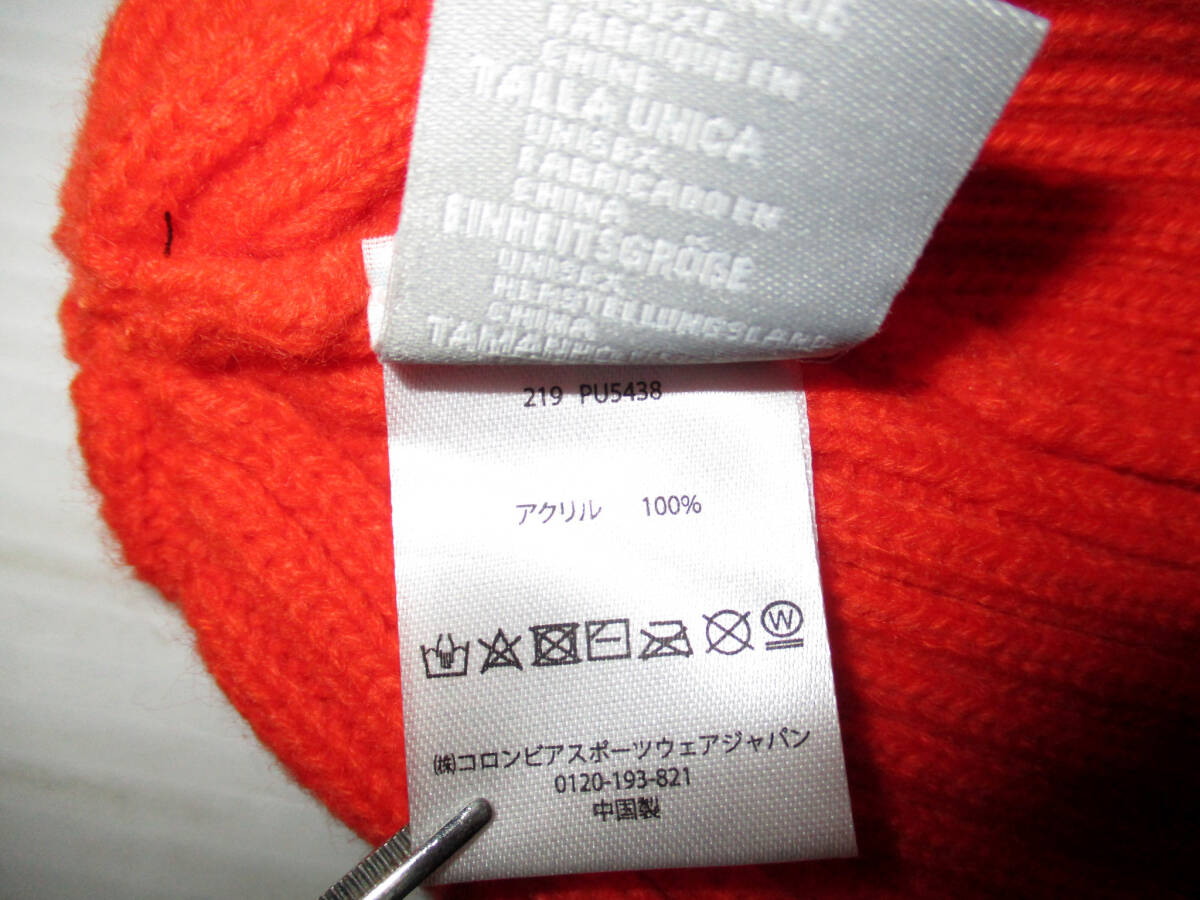 FABRIQUE EN
CHINE
TALLA UNICA
UNISEX
FABRICADO EN
CHINA
EINHEITSGRÖßE
UNISEX
HERSTELLUNGSLAND
CHINA
219 PU5438
アクリル 100%
W
(株)コロンビアスポーツウェアジャパン
0120-193-821
中国製